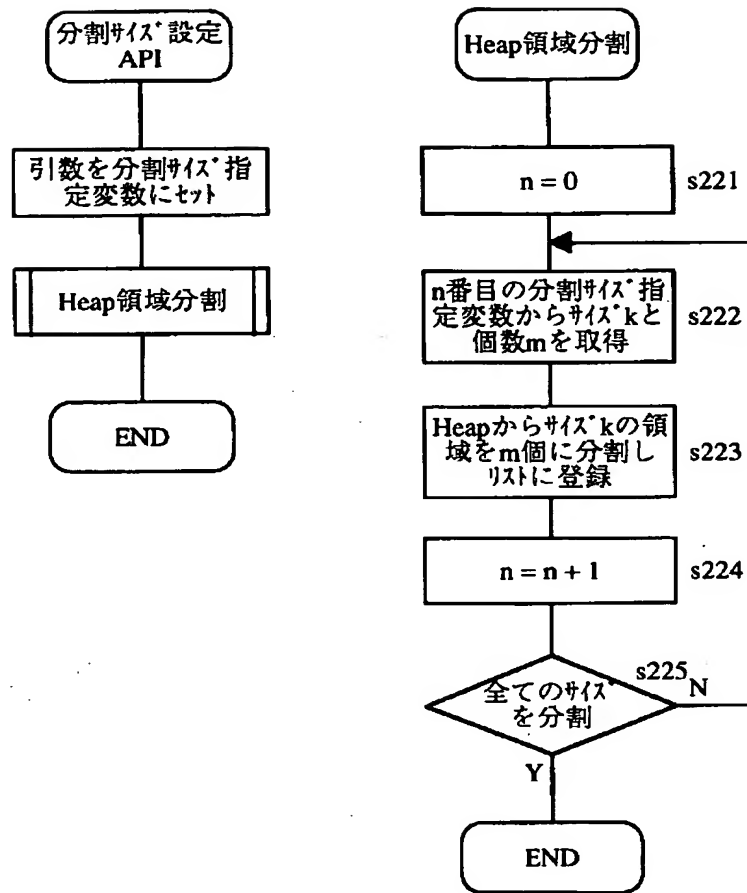 分割ｻｲｽﾞ設定
API
引数を分割ｻｲｽﾞ指
定変数にｾｯﾄ
Heap領域分割
END
Heap領域分割
n = 0
s221
n番目の分割ｻｲｽﾞ指
定変数からｻｲｽﾞkと
個数mを取得
s222
Heapからｻｲｽﾞkの領
域をm個に分割し
ﾘｽﾄに登録
s223
n = n + 1
s224
全てのｻｲｽﾞ
を分割
s225
N
Y
END